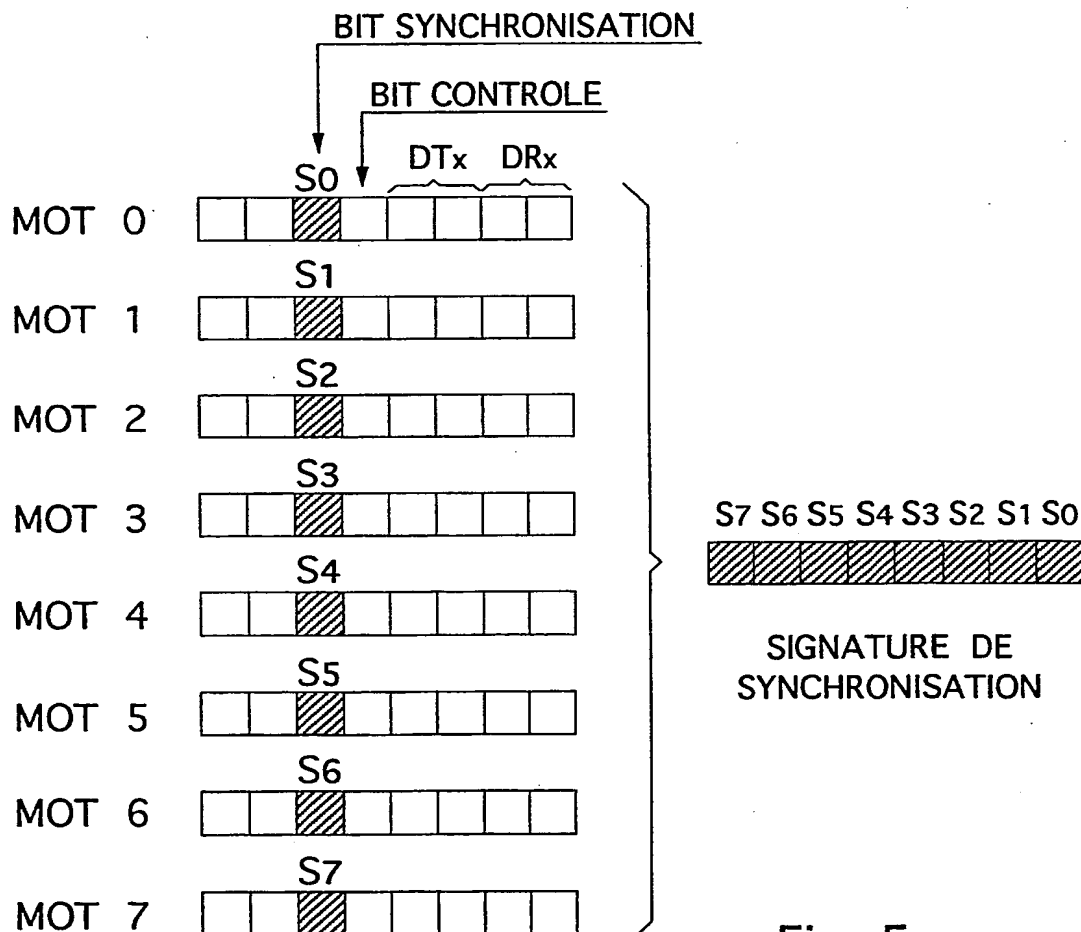 BIT SYNCHRONISATION
BIT CONTROLE
DTx DRx
S0
MOT 0
S1
MOT 1
S2
MOT 2
S3
MOT 3
S4
MOT 4
S5
MOT 5
S6
MOT 6
S7
MOT 7
S7 S6 S5 S4 S3 S2 S1 S0
SIGNATURE DE
SYNCHRONISATION